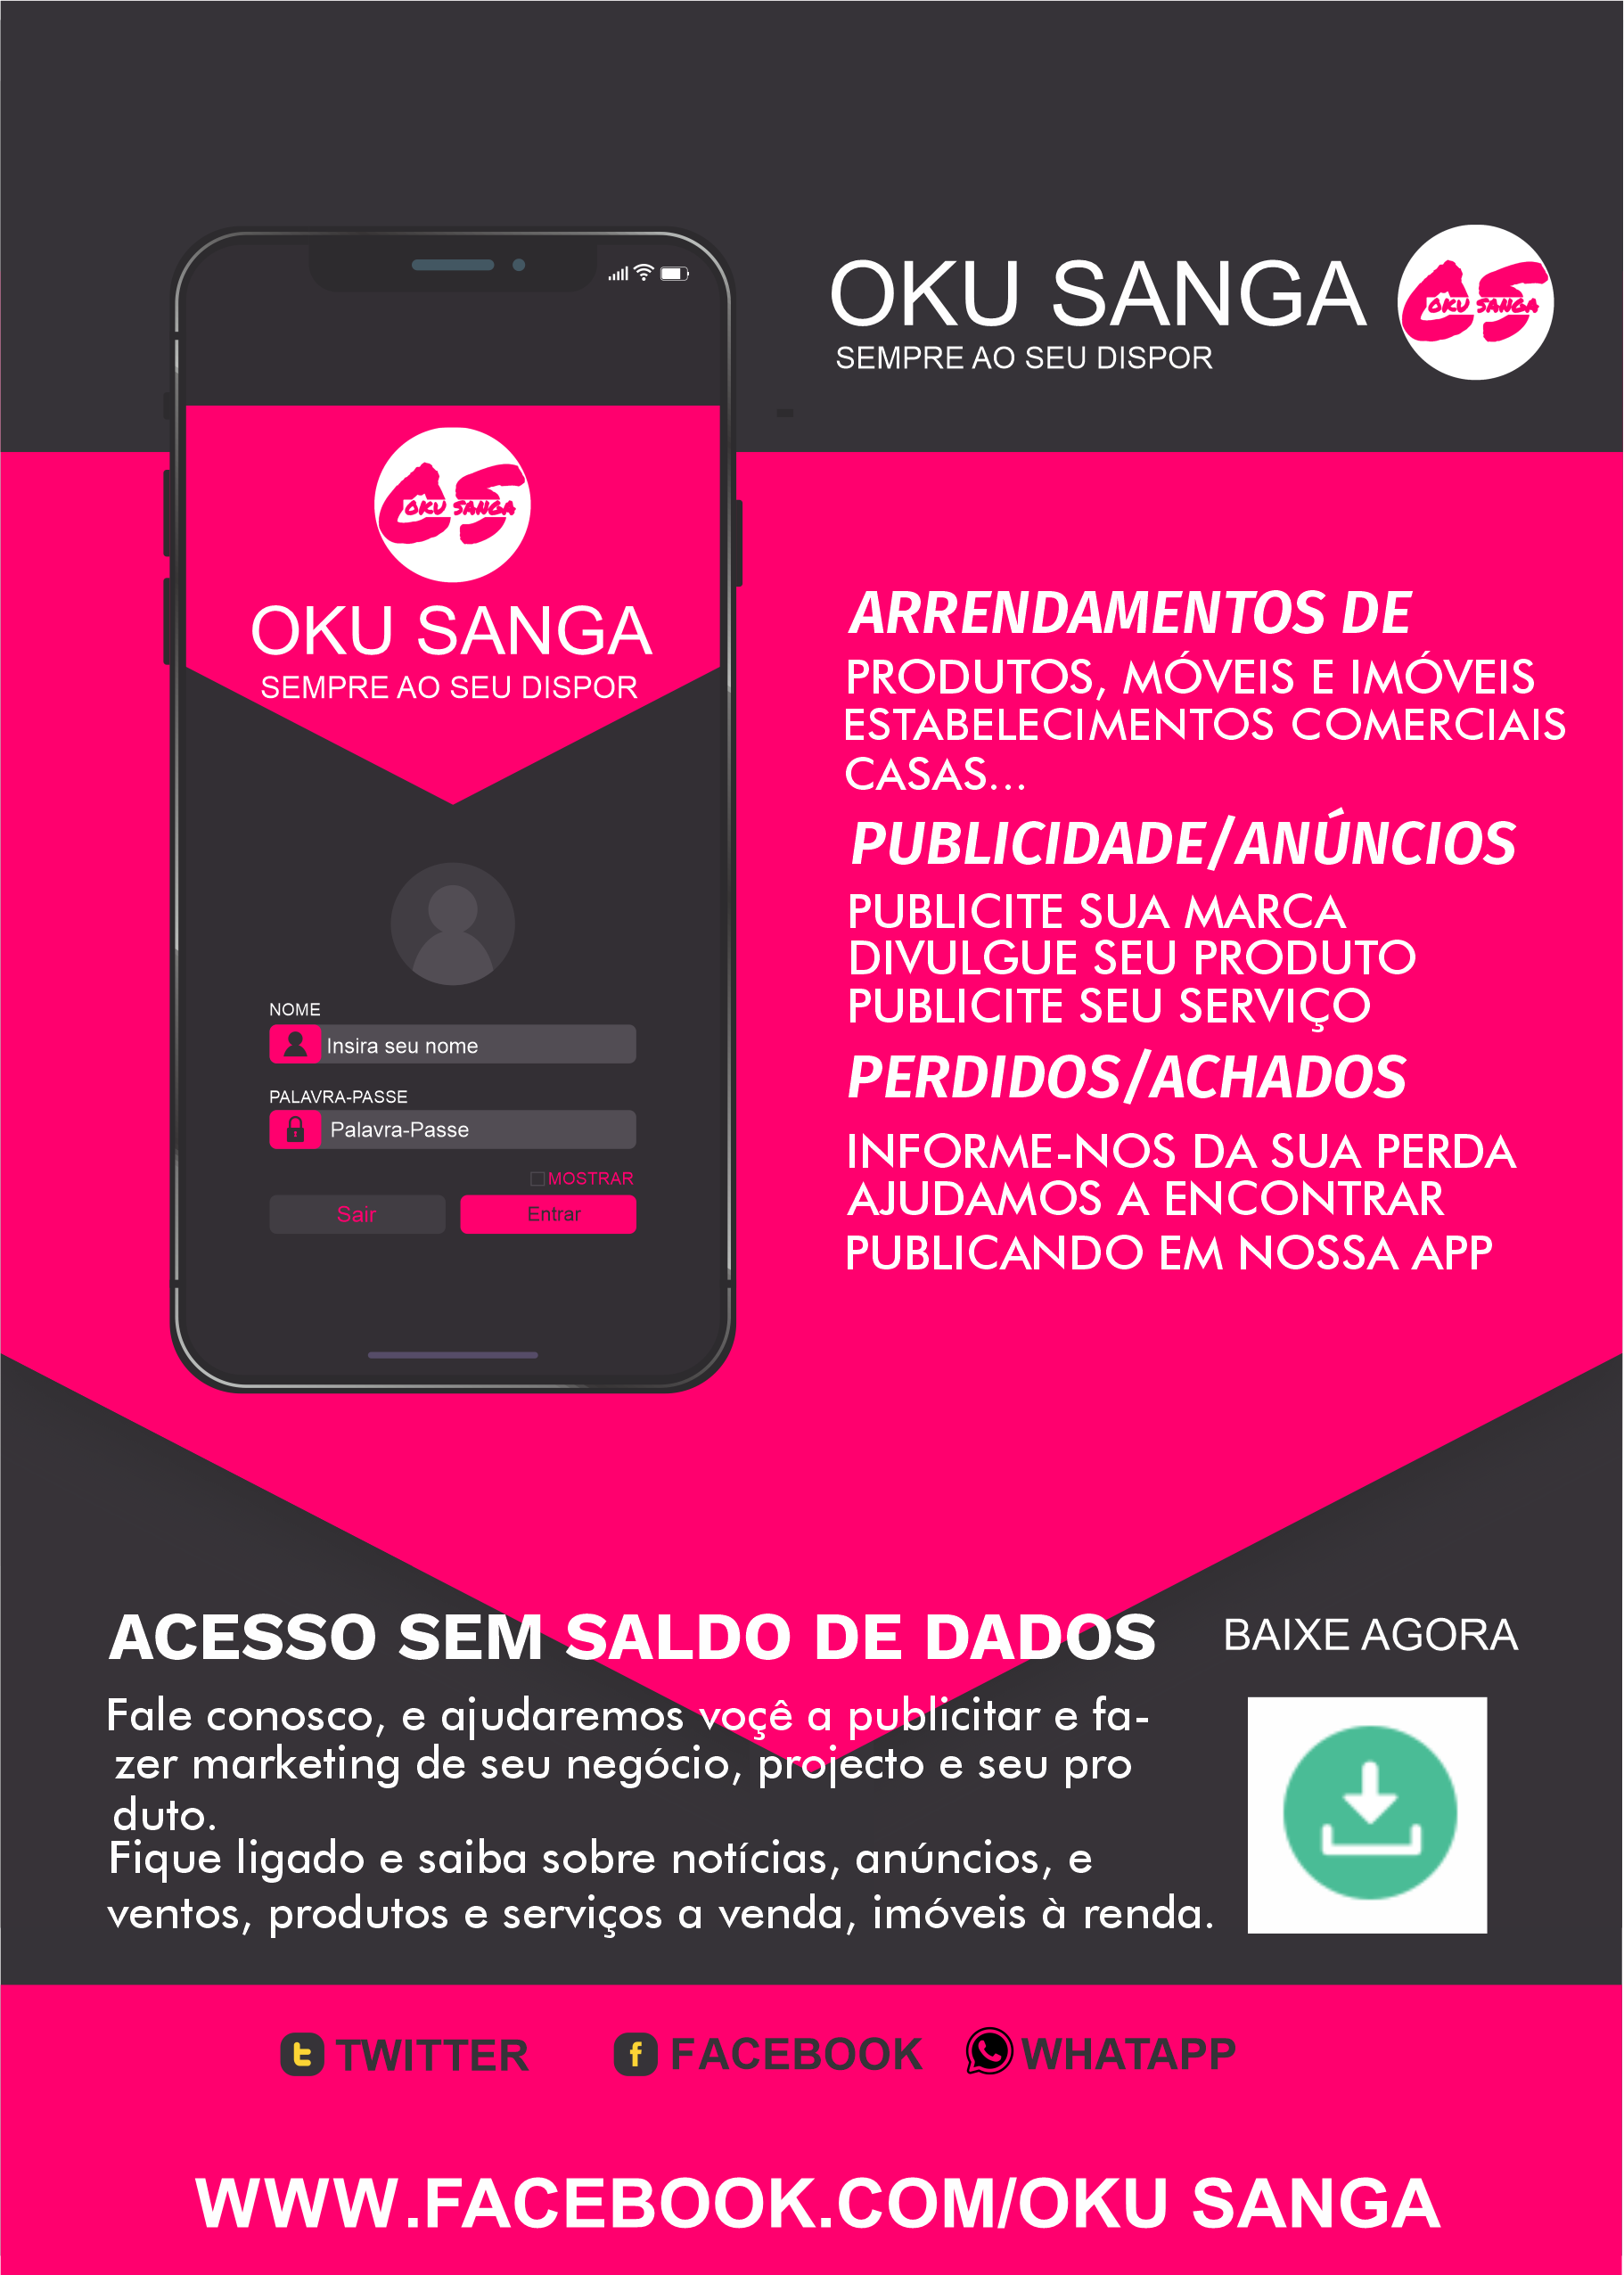 OKU SANGA
SEMPRE AO SEU DISPOR
OKU SANGA
OKU SANGA
OKU SANGA
SEMPRE AO SEU DISPOR
NOME
Insira seu nome
PALAVRA-PASSE
Palavra-Passe
MOSTRAR
Sair
Entrar
ARRENDAMENTOS DE
PRODUTOS, MÓVEIS E IMÓVEIS
ESTABELECIMENTOS COMERCIAIS
CASAS...
PUBLICIDADE/ANÚNCIOS
PUBLICITE SUA MARCA
DIVULGUE SEU PRODUTO
PUBLICITE SEU SERVIÇO
PERDIDOS/ACHADOS
INFORME-NOS DA SUA PERDA
AJUDAMOS A ENCONTRAR
PUBLICANDO EM NOSSA APP
ACESSO SEM SALDO DE DADOS
Fale conosco, e ajudaremos voçê a publicitar e fa-
zer marketing de seu negócio, projecto e seu pro
duto.
Fique ligado e saiba sobre notícias, anúncios, e
ventos, produtos e serviços a venda, imóveis à renda.
BAIXE AGORA
TWITTER
FACEBOOK
WHATAPP
WWW.FACEBOOK.COM/OKU SANGA